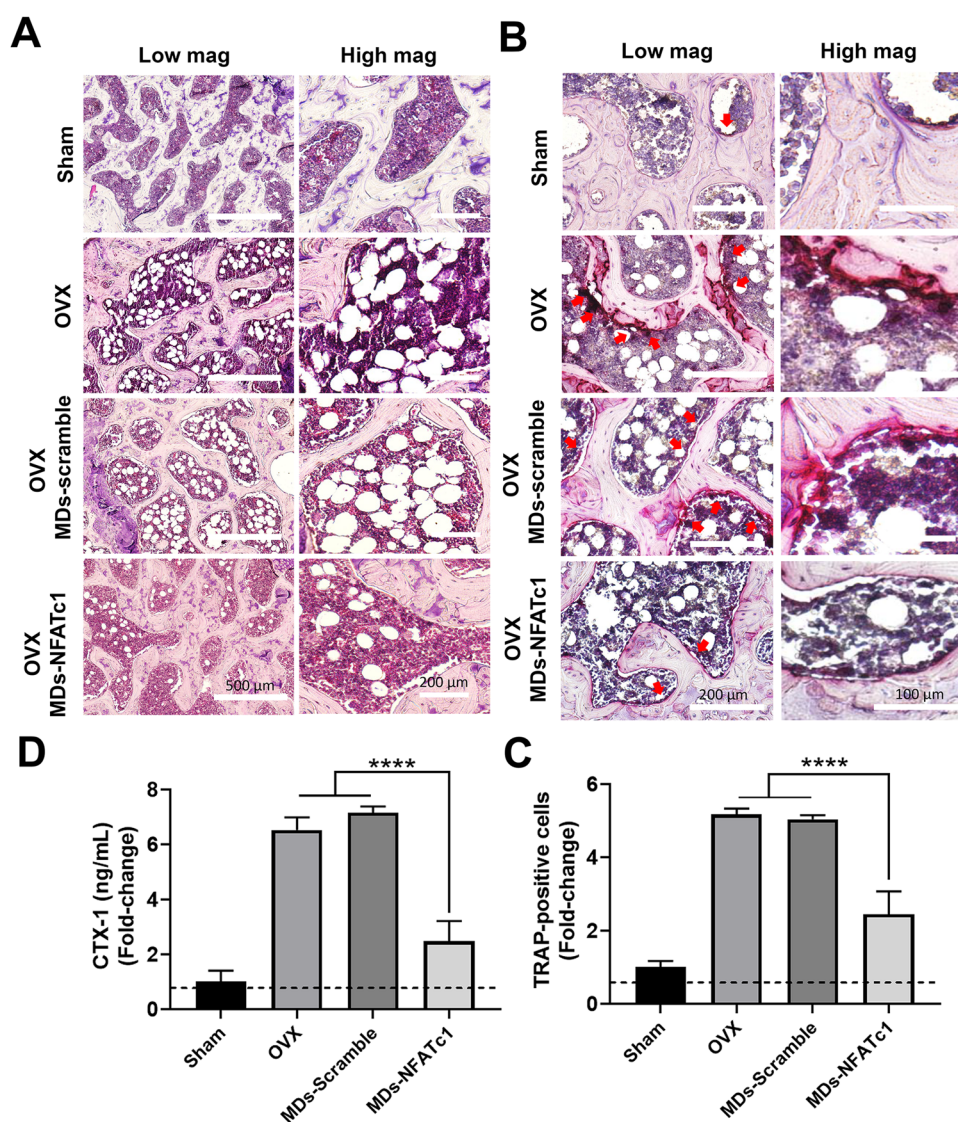 A
Low mag
High mag
Sham
OVX
OVX
MDs-scramble
OVX
MDs-NFATc1
500 µm
200 µm
B
Low mag
High mag
Sham
OVX
OVX
MDs-scramble
OVX
MDs-NFATc1
200 µm
100 µm
D
CTX-1 (ng/mL)
(Fold-change)
8
6
4
2
0
****
Sham
OVX
MDs-Scramble
MDs-NFATc1
C
TRAP-positive cells
(Fold-change)
6
4
2
0
****
Sham
OVX
MDs-Scramble
MDs-NFATc1